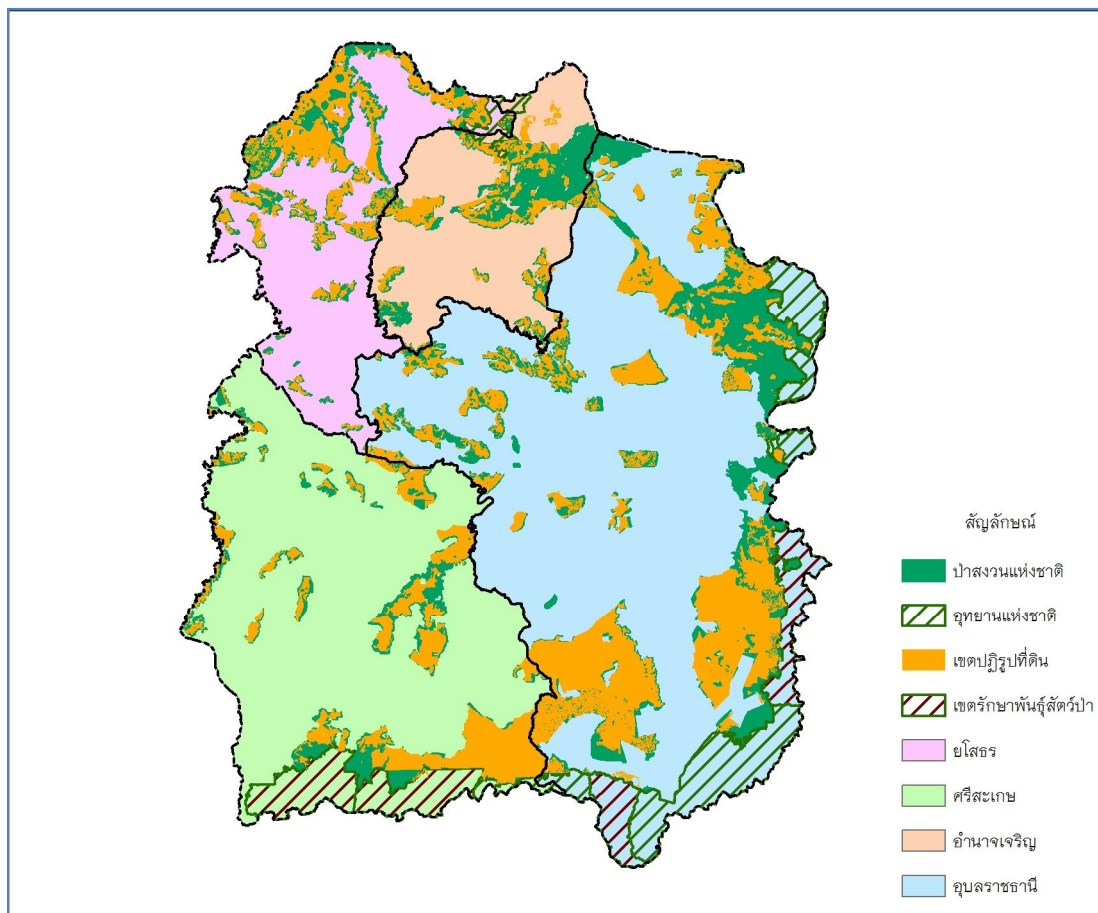 สัญลักษณ์
ป่าสงวนแห่งชาติ
อุทยานแห่งชาติ
เขตปฏิรูปที่ดิน
เขตรักษาพันธุ์สัตว์ป่า
ยโสธร
ศรีสะเกษ
อำนาจเจริญ
อุบลราชธานี